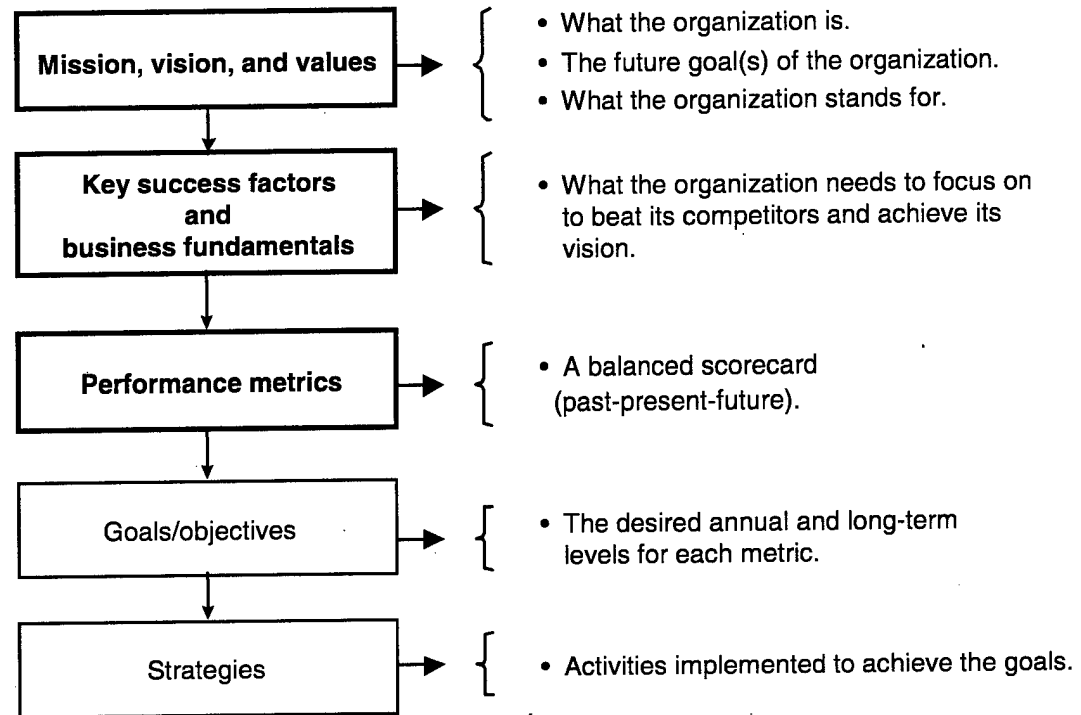 Mission, vision, and values
• What the organization is.
• The future goal(s) of the organization.
• What the organization stands for.
Key success factors
and
business fundamentals
• What the organization needs to focus on
to beat its competitors and achieve its
vision.
Performance metrics
• A balanced scorecard
(past-present-future).
Goals/objectives
• The desired annual and long-term
levels for each metric.
Strategies
• Activities implemented to achieve the goals.